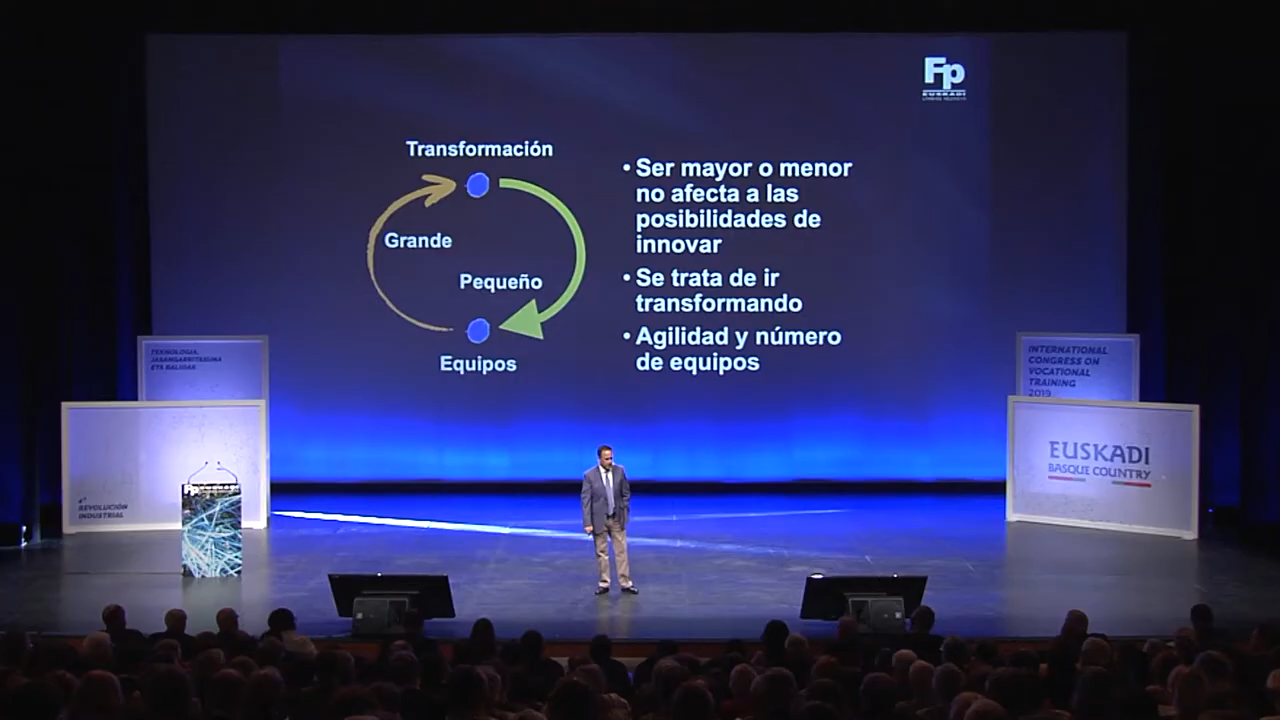 Fp
EUSKADI
Transformación
Grande
Pequeño
Equipos
• Ser mayor o menor
no afecta a las
posibilidades de
innovar
• Se trata de ir
transformando
• Agilidad y número
de equipos
TEKNOLOGIA,
JASANGARRITASUNA
ETA BALIOAK
4ª
REVOLUCIÓN
INDUSTRIAL
Fp
INTERNATIONAL
CONGRESS ON
VOCATIONAL
TRAINING
2019
EUSKADI
BASQUE COUNTRY